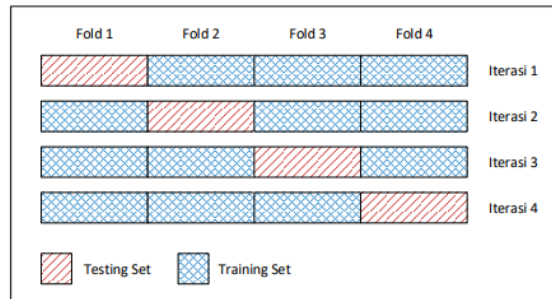 Fold 1 Fold 2 Fold 3 Fold 4
Iterasi 1
Iterasi 2
Iterasi 3
Iterasi 4
Testing Set Training Set